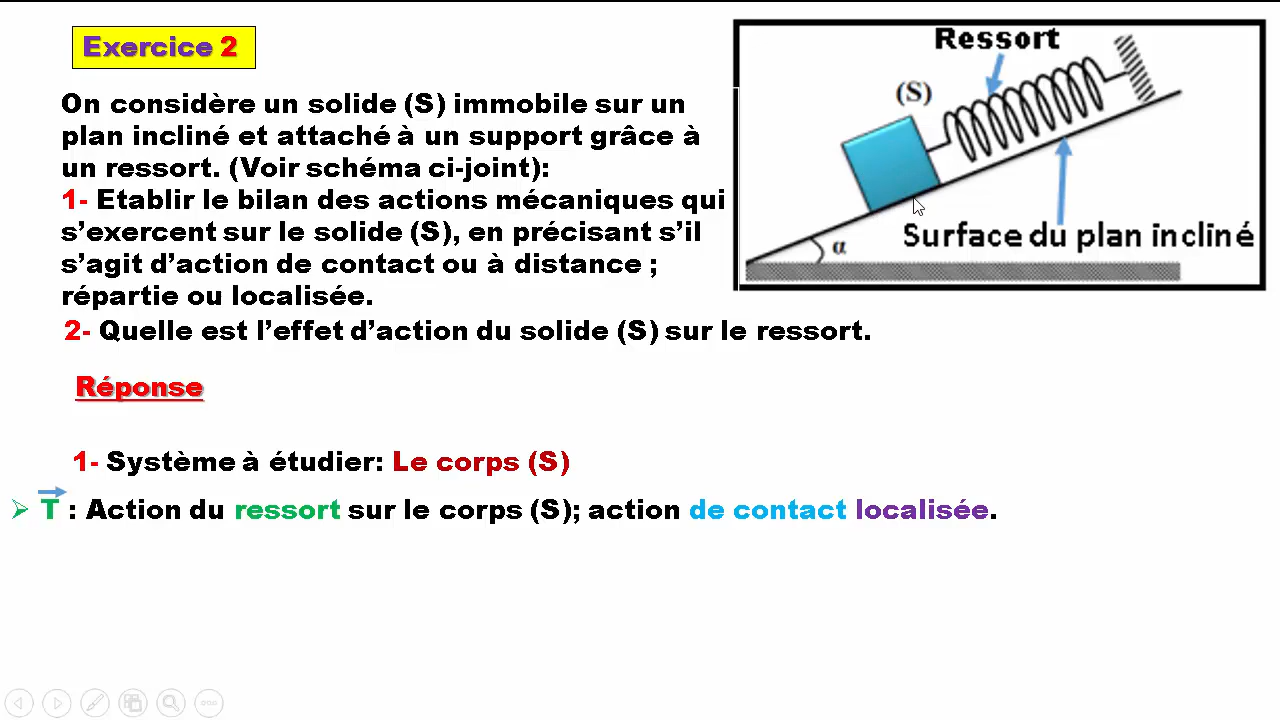 Exercice 2
On considère un solide (S) immobile sur un
plan incliné et attaché à un support grâce à
un ressort. (Voir schéma ci-joint):
1- Etablir le bilan des actions mécaniques qui
s’exercent sur le solide (S), en précisant s’il
s’agit d’action de contact ou à distance ;
répartie ou localisée.
2- Quelle est l’effet d’action du solide (S) sur le ressort.
Ressort
(S)
α
Surface du plan incliné
Réponse
1- Système à étudier: Le corps (S)
T : Action du ressort sur le corps (S); action de contact localisée.